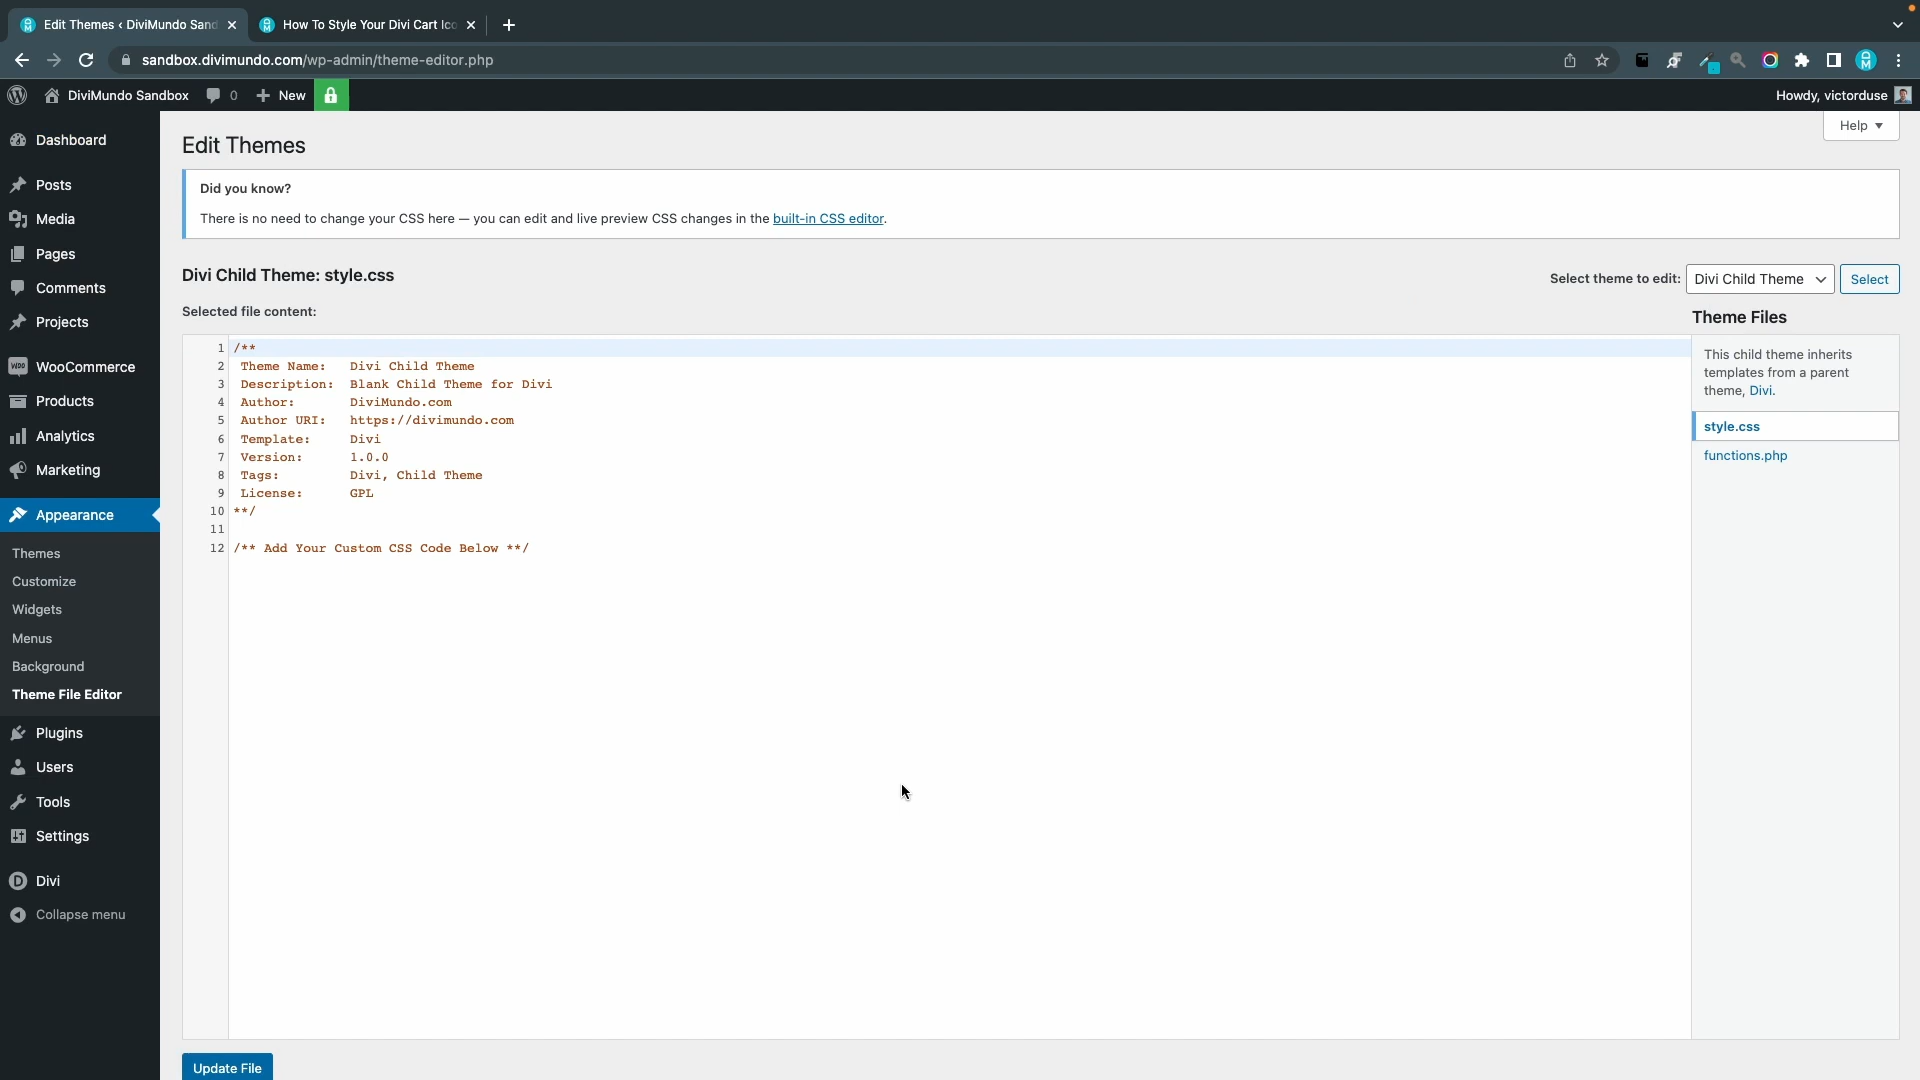 Edit Themes ‹ DiviMundo Sand
How To Style Your Divi Cart Ico
sandbox.divimundo.com/wp-admin/theme-editor.php
DiviMundo Sandbox
0
New
Howdy, victorduse
Help
Dashboard
Posts
Media
Pages
Comments
Projects
WooCommerce
Products
Analytics
Marketing
Appearance
Themes
Customize
Widgets
Menus
Background
Theme File Editor
Plugins
Users
Tools
Settings
Divi
Collapse menu
Edit Themes
Did you know?
There is no need to change your CSS here — you can edit and live preview CSS changes in the built-in CSS editor.
Divi Child Theme: style.css
Select theme to edit: Divi Child Theme Select
Selected file content:
1 /**
2 Theme Name: Divi Child Theme
3 Description: Blank Child Theme for Divi
4 Author: DiviMundo.com
5 Author URI: https://divimundo.com
6 Template: Divi
7 Version: 1.0.0
8 Tags: Divi, Child Theme
9 License: GPL
10 **/
11
12 /** Add Your Custom CSS Code Below **/
Theme Files
This child theme inherits
templates from a parent
theme, Divi.
style.css
functions.php
Update File